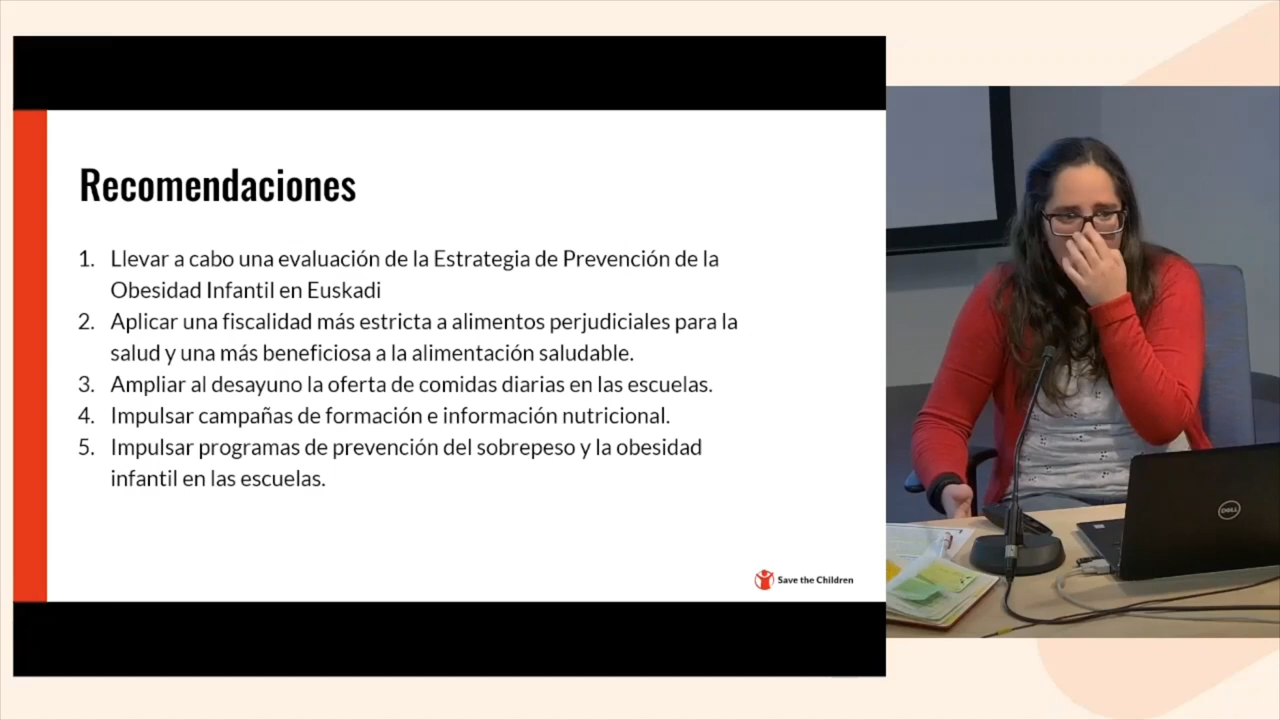 Recomendaciones
1. Llevar a cabo una evaluación de la Estrategia de Prevención de la
Obesidad Infantil en Euskadi
2. Aplicar una fiscalidad más estricta a alimentos perjudiciales para la
salud y una más beneficiosa a la alimentación saludable.
3. Ampliar al desayuno la oferta de comidas diarias en las escuelas.
4. Impulsar campañas de formación e información nutricional.
5. Impulsar programas de prevención del sobrepeso y la obesidad
infantil en las escuelas.
Save the Children
DELL